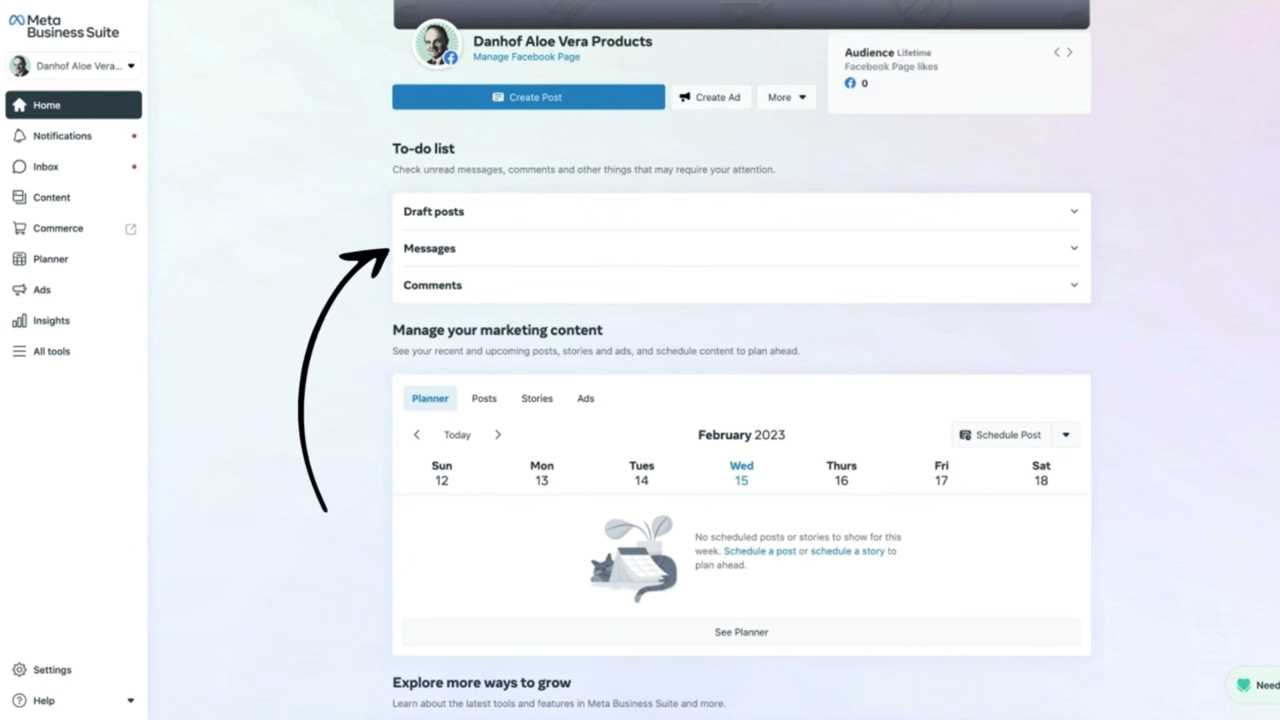 Meta
Business Suite
Danhof Aloe Vera...
Home
Notifications
Inbox
Content
Commerce
Planner
Ads
Insights
All tools
Settings
Help
Danhof Aloe Vera Products
Manage Facebook Page
Create Post
Create Ad
More
Audience Lifetime
Facebook Page likes
0
To-do list
Check unread messages, comments and other things that may require your attention.
Draft posts
Messages
Comments
Manage your marketing content
See your recent and upcoming posts, stories and ads, and schedule content to plan ahead.
Planner Posts Stories Ads
Today
February 2023
Schedule Post
Sun Mon Tues Wed Thurs Fri Sat
12 13 14 15 16 17 18
No scheduled posts or stories to show for this
week. Schedule a post or schedule a story to
plan ahead.
See Planner
Explore more ways to grow
Learn about the latest tools and features in Meta Business Suite and more.
Need